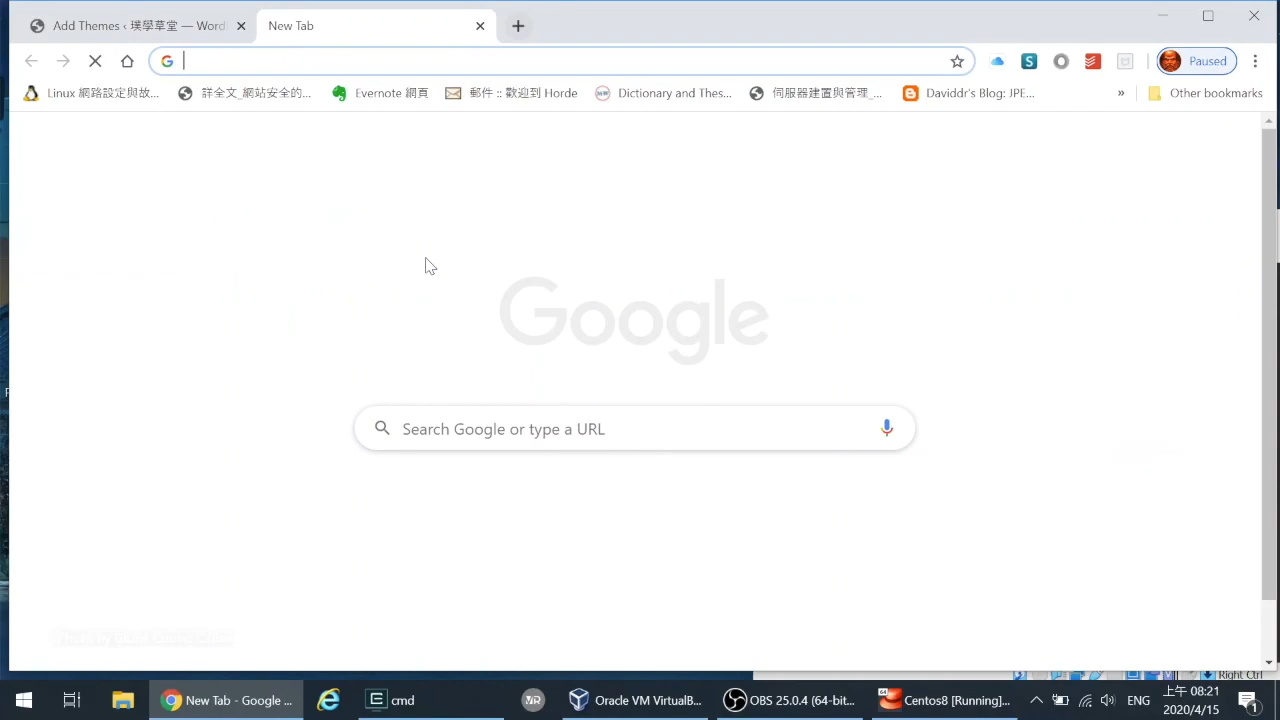 Add Themes ‹ 璞學草堂 — Word
New Tab
Paused
Linux 網路設定與故...
詳全文_網站安全的...
Evernote 網頁
郵件 :: 歡迎到 Horde
Dictionary and Thes...
伺服器建置與管理_...
Daviddr's Blog: JPE...
»
Other bookmarks
Google
Search Google or type a URL
Right Ctrl
New Tab - Google ...
cmd
Oracle VM VirtualB...
OBS 25.0.4 (64-bit...
Centos8 [Running]...
ENG
上午 08:21
2020/4/15
1